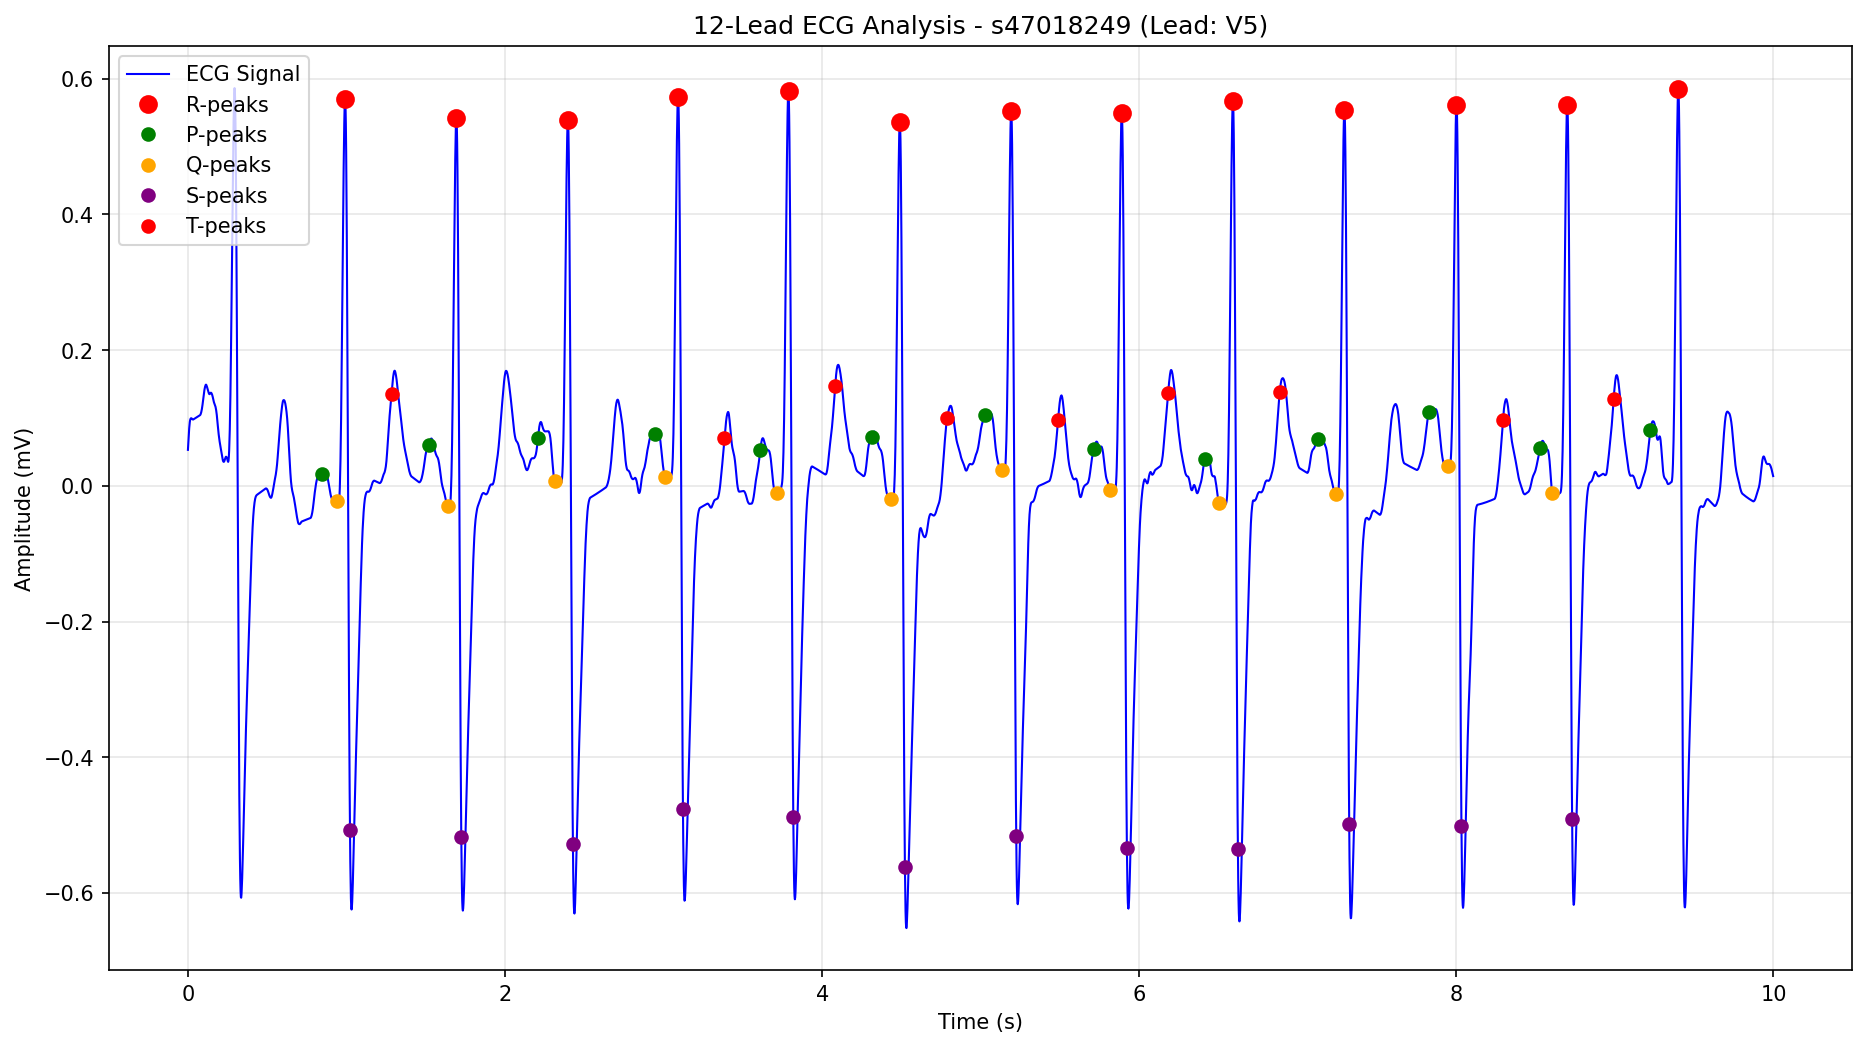 12-Lead ECG Analysis - s47018249 (Lead: V5)
ECG Signal
R-peaks
P-peaks
Q-peaks
S-peaks
T-peaks
Amplitude (mV)
0.6
0.4
0.2
0.0
−0.2
−0.4
−0.6
0 2 4 6 8 10
Time (s)